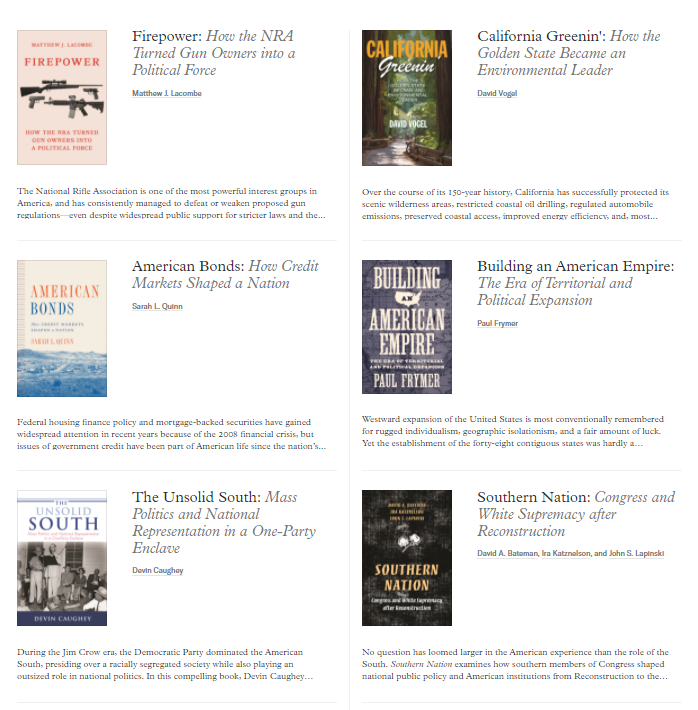 MATTHEW J. LACOMBE
FIREPOWER
HOW THE NRA TURNED
GUN OWNERS INTO
A POLITICAL FORCE
Firepower: How the NRA
Turned Gun Owners into a
Political Force
Matthew J. Lacombe
The National Rifle Association is one of the most powerful interest groups in
America, and has consistently managed to defeat or weaken proposed gun
regulations—even despite widespread public support for stricter laws and the...
CALIFORNIA
Greenin'
DAVID VOGEL
California Greenin': How the
Golden State Became an
Environmental Leader
David Vogel
Over the course of its 150-year history, California has successfully protected its
scenic wilderness areas, restricted coastal oil drilling, regulated automobile
emissions, preserved coastal access, improved energy efficiency, and, most...
AMERICAN
BONDS
How CREDIT MARKETS
SHAPED a NATION
SARAH L. QUINN
American Bonds: How Credit
Markets Shaped a Nation
Sarah L. Quinn
Federal housing finance policy and mortgage-backed securities have gained
widespread attention in recent years because of the 2008 financial crisis, but
issues of government credit have been part of American life since the nation's...
BUILDING
AN
AMERICAN
EMPIRE
THE ERA OF TERRITORIAL
AND POLITICAL EXPANSION
PAUL FRYMER
Building an American Empire:
The Era of Territorial and
Political Expansion
Paul Frymer
Westward expansion of the United States is most conventionally remembered
for rugged individualism, geographic isolationism, and a fair amount of luck.
Yet the establishment of the forty-eight contiguous states was hardly a...
THE
UNSOLID
SOUTH
Mass Politics and National Representation
in a One-Party Enclave
DEVIN CAUGHEY
The Unsolid South: Mass
Politics and National
Representation in a One-Party
Enclave
Devin Caughey
During the Jim Crow era, the Democratic Party dominated the American
South, presiding over a racially segregated society while also playing an
outsized role in national politics. In this compelling book, Devin Caughey...
DAVID A. BATEMAN
IRA KATZNELSON
JOHN S. LAPINSKI
SOUTHERN
NATION
Congress and White Supremacy
after Reconstruction
Southern Nation: Congress and
White Supremacy after
Reconstruction
David A. Bateman, Ira Katznelson, and John S. Lapinski
No question has loomed larger in the American experience than the role of the
South. Southern Nation examines how southern members of Congress shaped
national public policy and American institutions from Reconstruction to the...